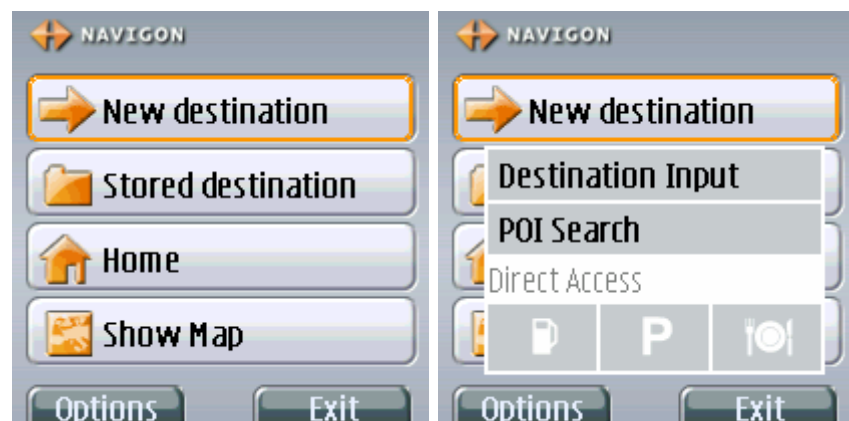 NAVIGON
New destination
Stored destination
Home
Show Map
Options Exit
NAVIGON
New destination
Destination Input
POI Search
Direct Access
P
Options Exit